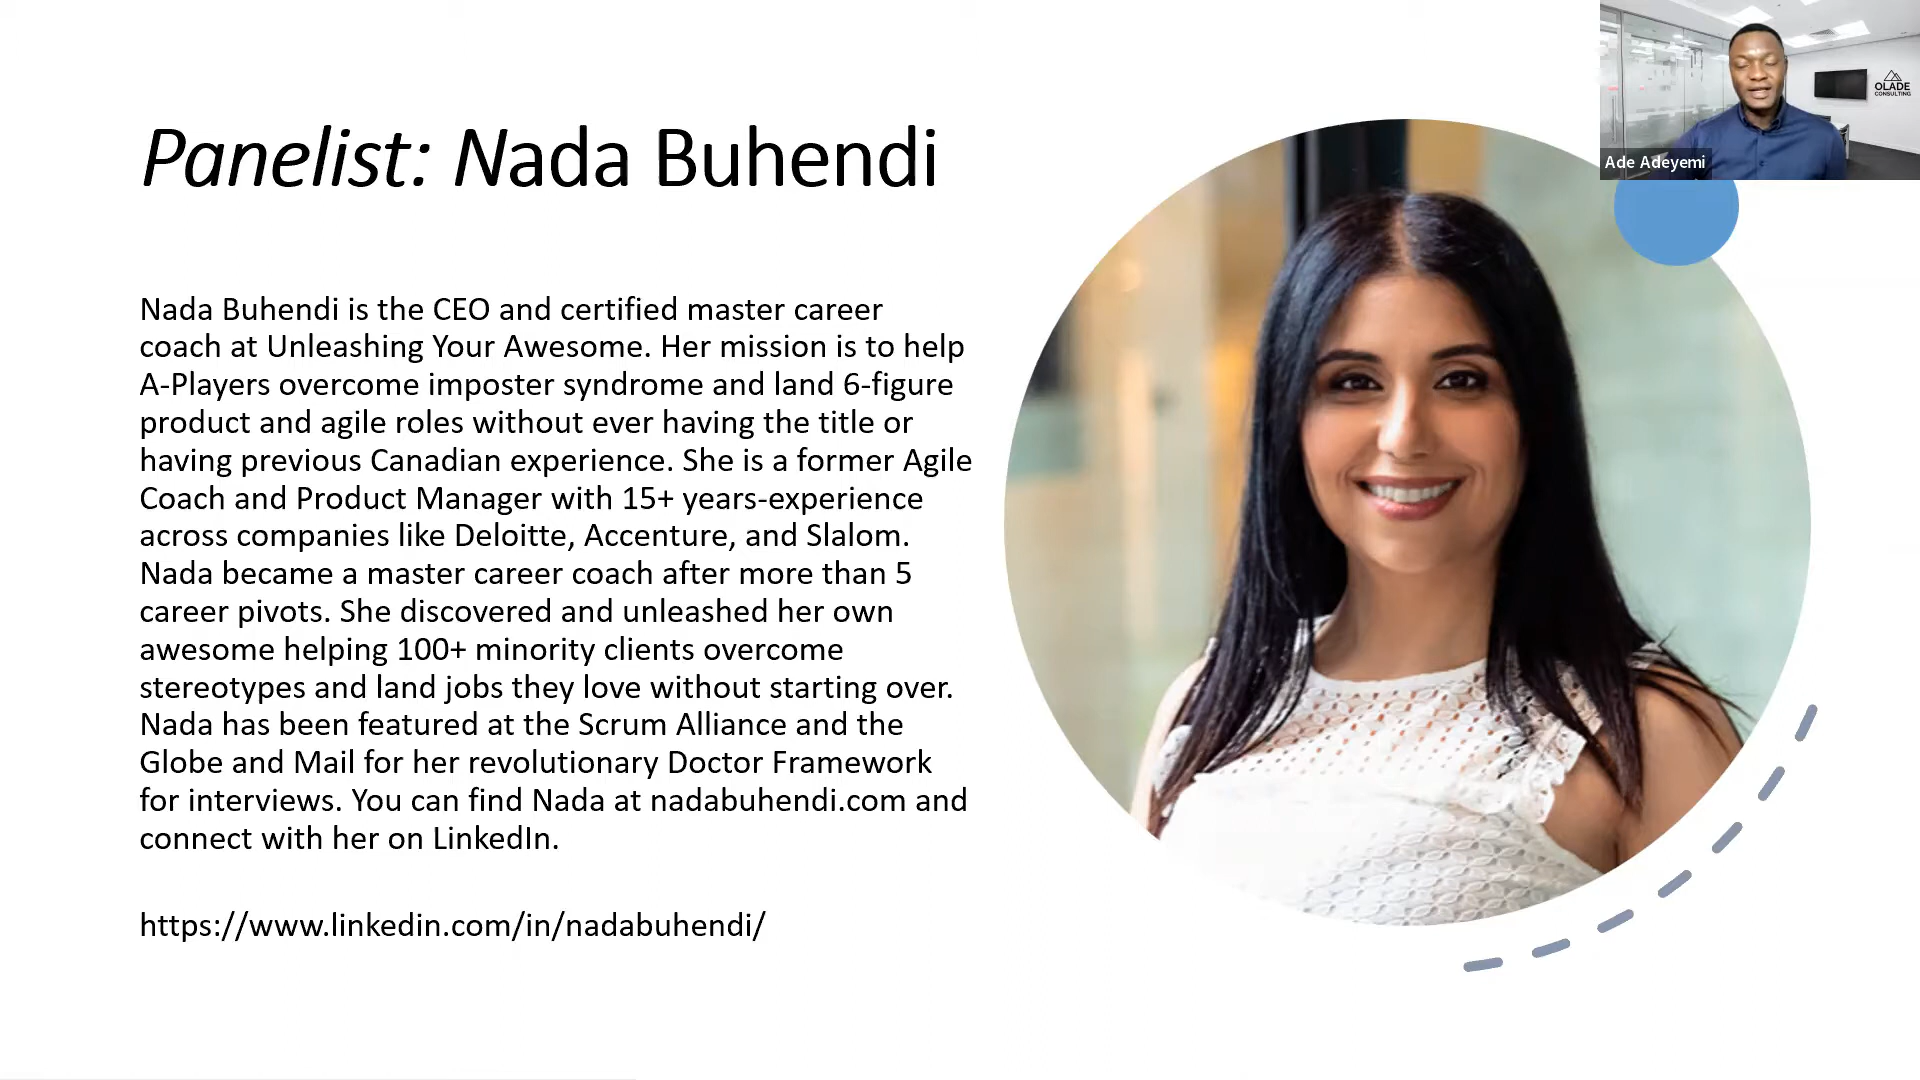 Panelist: Nada Buhendi
Nada Buhendi is the CEO and certified master career
coach at Unleashing Your Awesome. Her mission is to help
A-Players overcome imposter syndrome and land 6-figure
product and agile roles without ever having the title or
having previous Canadian experience. She is a former Agile
Coach and Product Manager with 15+ years-experience
across companies like Deloitte, Accenture, and Slalom.
Nada became a master career coach after more than 5
career pivots. She discovered and unleashed her own
awesome helping 100+ minority clients overcome
stereotypes and land jobs they love without starting over.
Nada has been featured at the Scrum Alliance and the
Globe and Mail for her revolutionary Doctor Framework
for interviews. You can find Nada at nadabuhendi.com and
connect with her on LinkedIn.
https://www.linkedin.com/in/nadabuhendi/
OLADE
CONSULTING
Ade Adeyemi